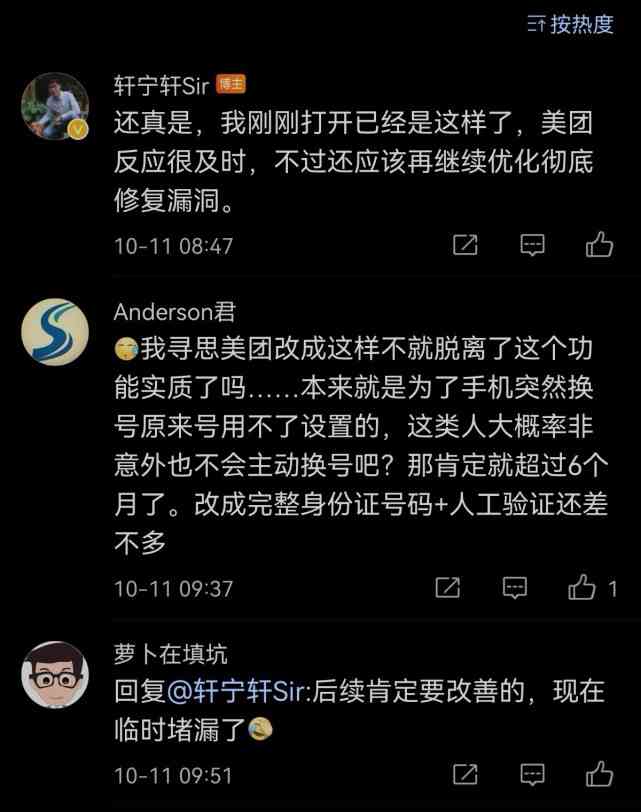 按热度
轩宁轩Sir 博主
还真是，我刚刚打开已经是这样了，美团
反应很及时，不过还应该再继续优化彻底
修复漏洞。
10-11 08:47
Anderson君
我寻思美团改成这样不就脱离了这个功
能实质了吗……本来就是为了手机突然换
号原来号用不了设置的，这类人大概率非
意外也不会主动换号吧？那肯定就超过6个
月了。改成完整身份证号码+人工验证还差
不多
10-11 09:37 1
萝卜在填坑
回复@轩宁轩Sir:后续肯定要改善的，现在
临时堵漏了
10-11 09:51